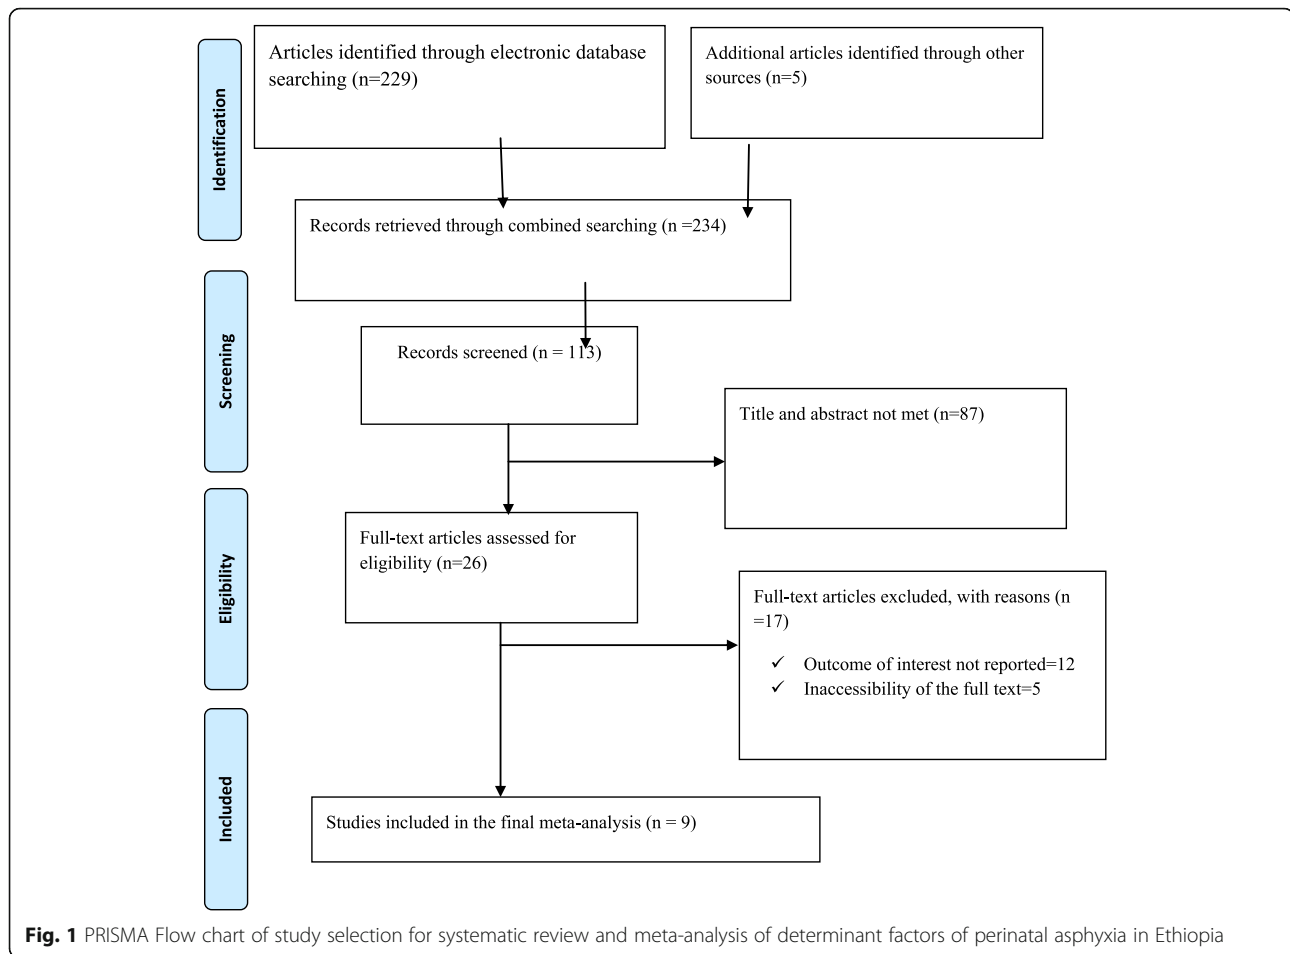 Identification
Articles identified through electronic database
searching (n=229)
Additional articles identified through other
sources (n=5)
Records retrieved through combined searching (n =234)
Screening
Records screened (n = 113)
Title and abstract not met (n=87)
Eligibility
Full-text articles assessed for
eligibility (n=26)
Full-text articles excluded, with reasons (n
=17)
✓ Outcome of interest not reported=12
✓ Inaccessibility of the full text=5
Included
Studies included in the final meta-analysis (n = 9)
Fig. 1 PRISMA Flow chart of study selection for systematic review and meta-analysis of determinant factors of perinatal asphyxia in Ethiopia